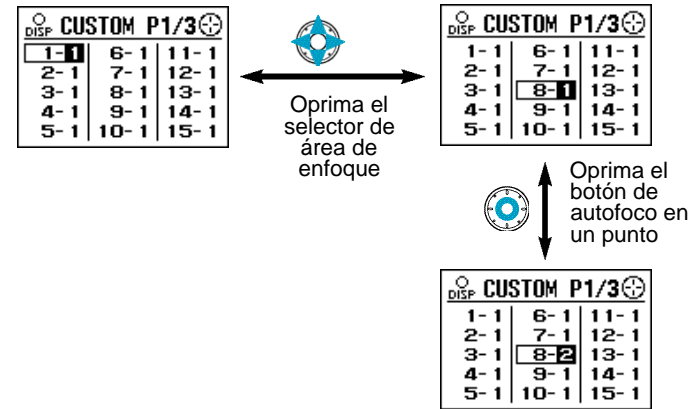 DISP CUSTOM P1/3
1- 1 6- 1 11- 1
2- 1 7- 1 12- 1
3- 1 8- 1 13- 1
4- 1 9- 1 14- 1
5- 1 10- 1 15- 1
Oprima el
selector de
área de
enfoque
DISP CUSTOM P1/3
1- 1 6- 1 11- 1
2- 1 7- 1 12- 1
3- 1 8- 1 13- 1
4- 1 9- 1 14- 1
5- 1 10- 1 15- 1
Oprima el
botón de
autofoco en
un punto
DISP CUSTOM P1/3
1- 1 6- 1 11- 1
2- 1 7- 1 12- 1
3- 1 8- 2 13- 1
4- 1 9- 1 14- 1
5- 1 10- 1 15- 1